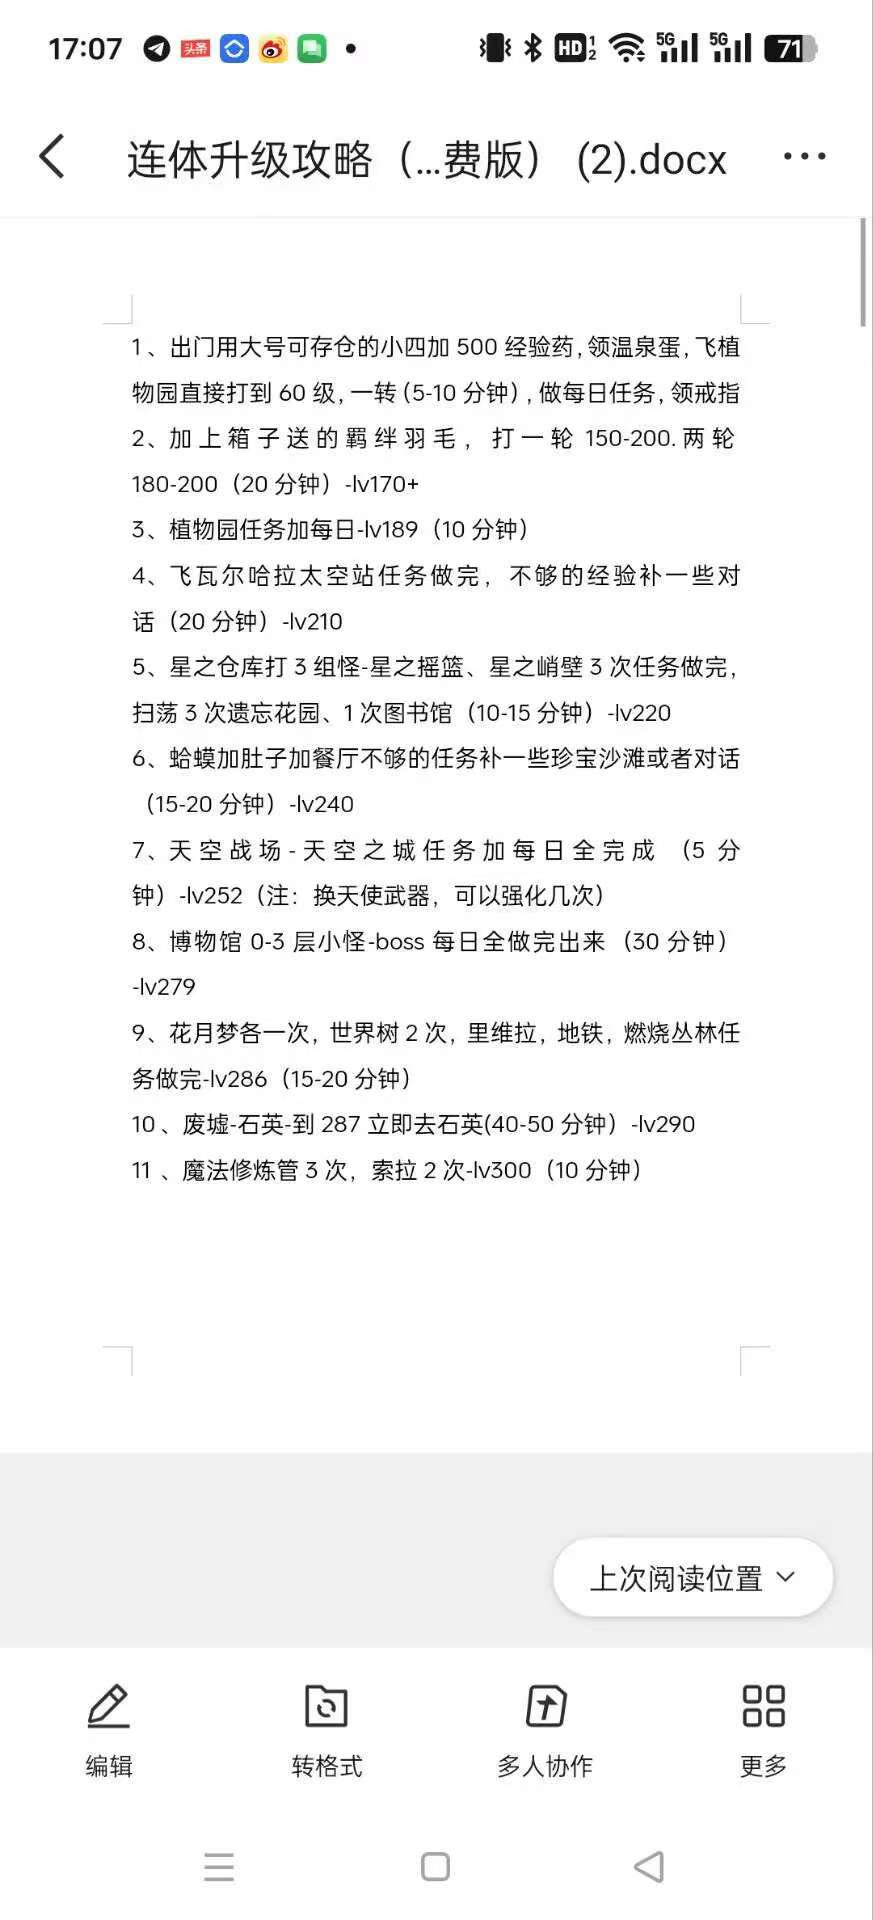 17:07 头条 HD 1 2 5G 5G 71
连体升级攻略（...费版） (2).docx
1、出门用大号可存仓的小四加 500 经验药,领温泉蛋,飞植
物园直接打到 60 级,一转(5-10 分钟),做每日任务,领戒指
2、加上箱子送的羁绊羽毛，打一轮 150-200.两轮
180-200（20 分钟）-lv170+
3、植物园任务加每日-lv189（10 分钟）
4、飞瓦尔哈拉太空站任务做完，不够的经验补一些对
话（20 分钟）-lv210
5、星之仓库打 3 组怪-星之摇篮、星之峭壁 3 次任务做完，
扫荡 3 次遗忘花园、1 次图书馆（10-15 分钟）-lv220
6、蛤蟆加肚子加餐厅不够的任务补一些珍宝沙滩或者对话
（15-20 分钟）-lv240
7、天空战场-天空之城任务加每日全完成（5 分
钟）-lv252（注：换天使武器，可以强化几次）
8、博物馆 0-3 层小怪-boss 每日全做完出来（30 分钟）
-lv279
9、花月梦各一次，世界树 2 次，里维拉，地铁，燃烧丛林任
务做完-lv286（15-20 分钟）
10、废墟-石英-到 287 立即去石英(40-50 分钟）-lv290
11 、魔法修炼管 3 次，索拉 2 次-lv300（10 分钟）
上次阅读位置
编辑 转格式 多人协作 更多